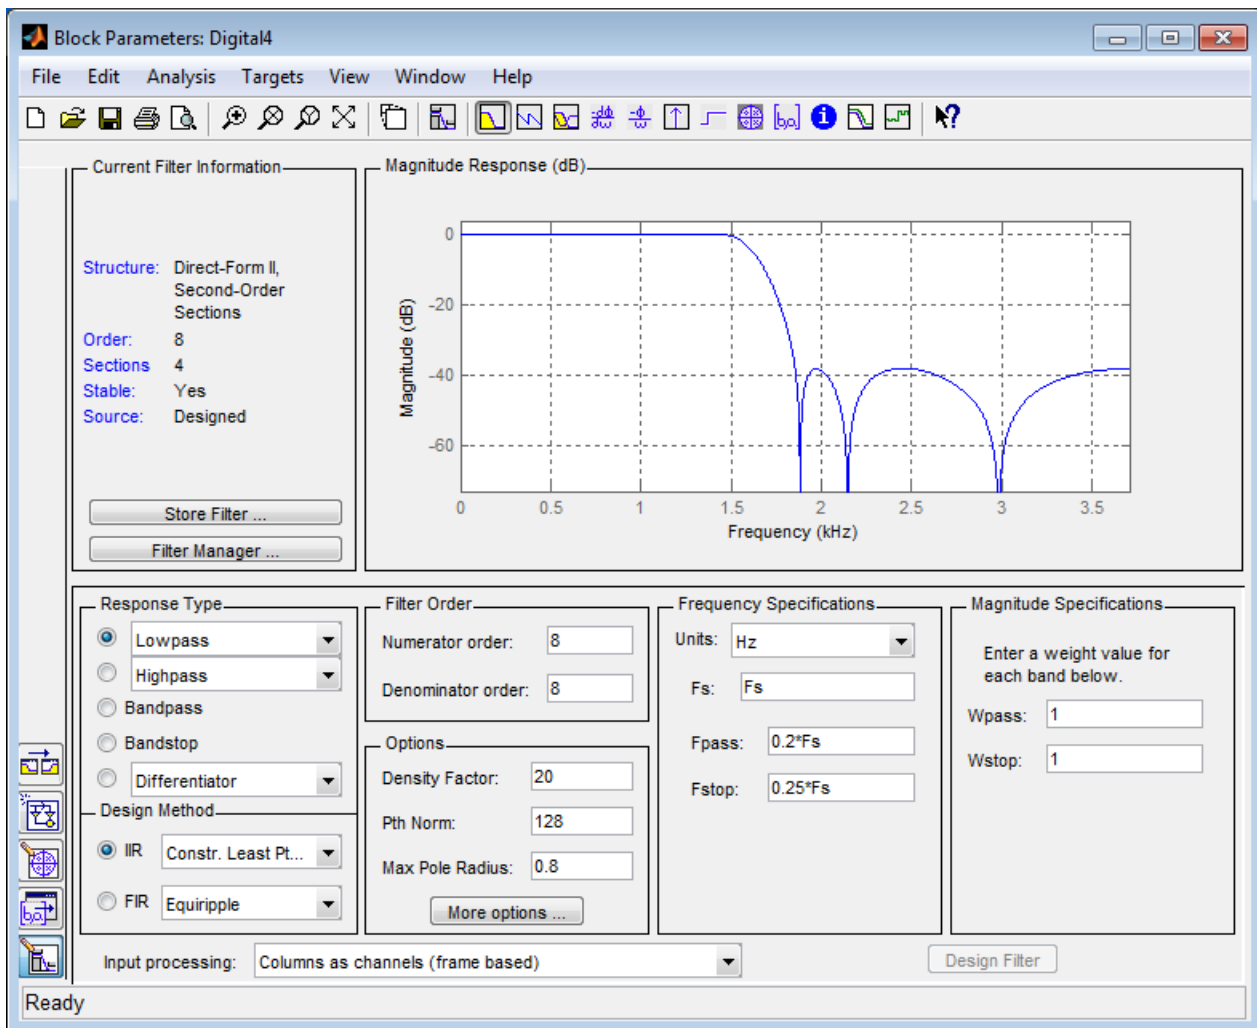 Block Parameters: Digital4
File Edit Analysis Targets View Window Help
Current Filter Information
Structure: Direct-Form II,
Second-Order
Sections
Order: 8
Sections 4
Stable: Yes
Source: Designed
Store Filter ...
Filter Manager ...
Magnitude Response (dB)
Magnitude (dB)
0
-20
-40
-60
0 0.5 1 1.5 2 2.5 3 3.5
Frequency (kHz)
Response Type
Lowpass
Highpass
Bandpass
Bandstop
Differentiator
Design Method
IIR Constr. Least Pt...
FIR Equiripple
Filter Order
Numerator order: 8
Denominator order: 8
Options
Density Factor: 20
Pth Norm: 128
Max Pole Radius: 0.8
More options ...
Frequency Specifications
Units: Hz
Fs: Fs
Fpass: 0.2*Fs
Fstop: 0.25*Fs
Magnitude Specifications
Enter a weight value for
each band below.
Wpass: 1
Wstop: 1
Input processing: Columns as channels (frame based)
Design Filter
Ready